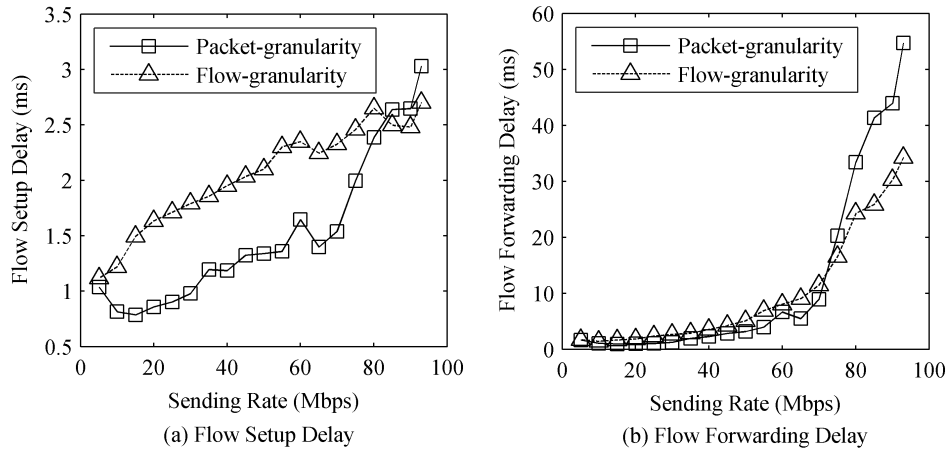 3.5
3
2.5
2
1.5
1
0.5
0
20
40
60
80
100
Flow Setup Delay (ms)
Packet-granularity
Flow-granularity
Sending Rate (Mbps)
(a) Flow Setup Delay
60
50
40
30
20
10
0
0
20
40
60
80
100
Flow Forwarding Delay (ms)
Packet-granularity
Flow-granularity
Sending Rate (Mbps)
(b) Flow Forwarding Delay